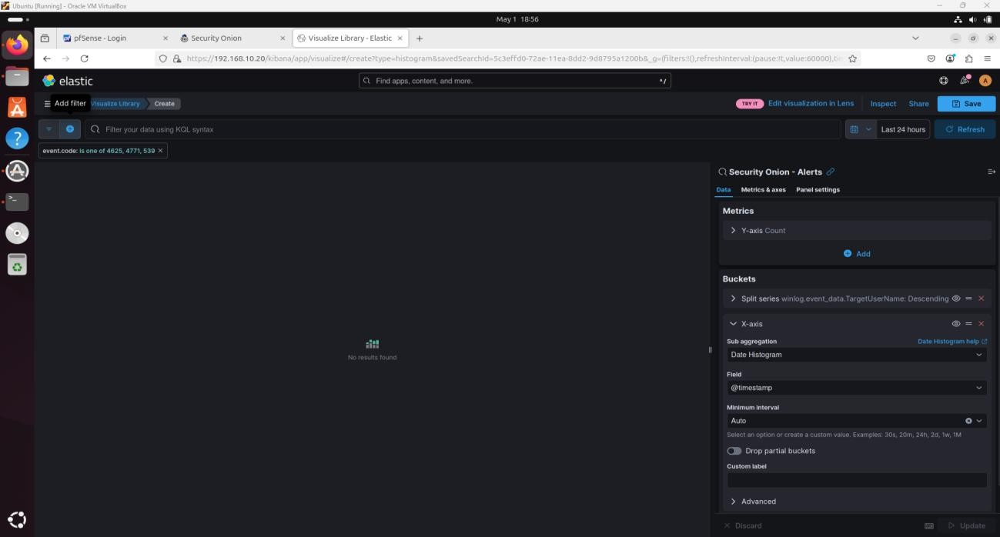 Ubuntu [Running] - Oracle VM VirtualBox
May 1 18:56
pfSense - Login
Security Onion
Visualize Library - Elastic
https://192.168.10.20/kibana/app/visualize#/create?type=histogram&savedSearchId=5c3effd0-72ae-11ea-8dd2-9d8795a1200b&_g=(filters:!(),refreshInterval:(pause:!t,value:60000),tim
elastic
Find apps, content, and more.
^/
A
Add filter
Visualize Library
Create
TRY IT
Edit visualization in Lens
Inspect
Share
Save
Filter your data using KQL syntax
Last 24 hours
Refresh
event.code: is one of 4625, 4771, 539 ×
Security Onion - Alerts
Data
Metrics & axes
Panel settings
Metrics
Y-axis Count
Add
Buckets
Split series winlog.event_data.TargetUserName: Descending
X-axis
Sub aggregation
Date Histogram help
Date Histogram
Field
@timestamp
Minimum interval
Auto
Select an option or create a custom value. Examples: 30s, 20m, 24h, 2d, 1w, 1M
Drop partial buckets
Custom label
Advanced
No results found
Discard
Update